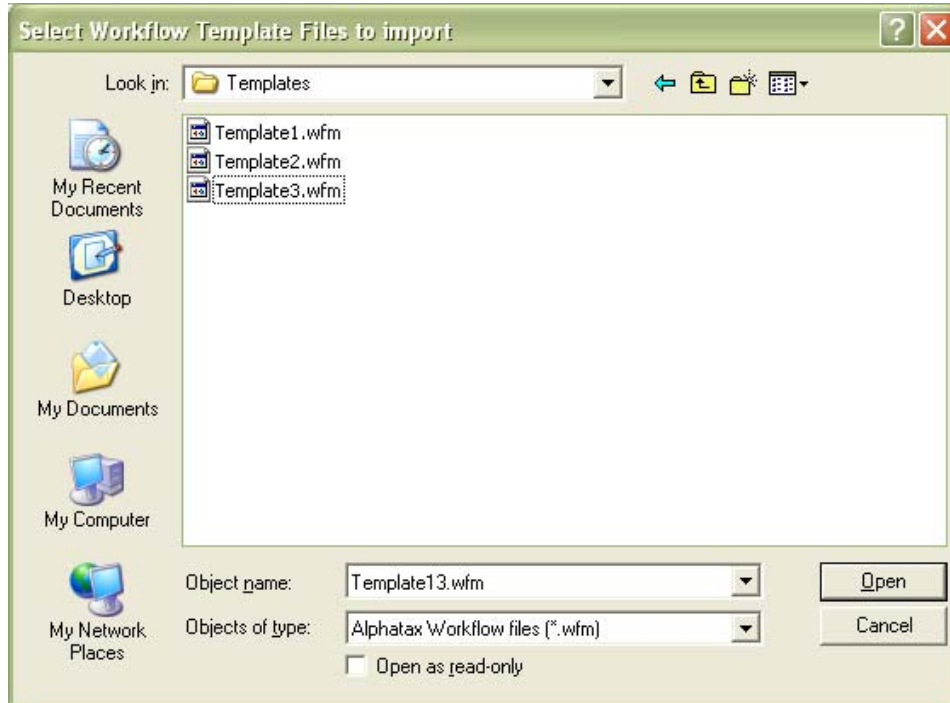 Select Workflow Template Files to import
Look in: Templates
Template1.wfm
Template2.wfm
Template3.wfm
My Recent
Documents
Desktop
My Documents
My Computer
My Network
Places
Object name: Template13.wfm Open
Objects of type: Alphatax Workflow files (*.wfm) Cancel
Open as read-only